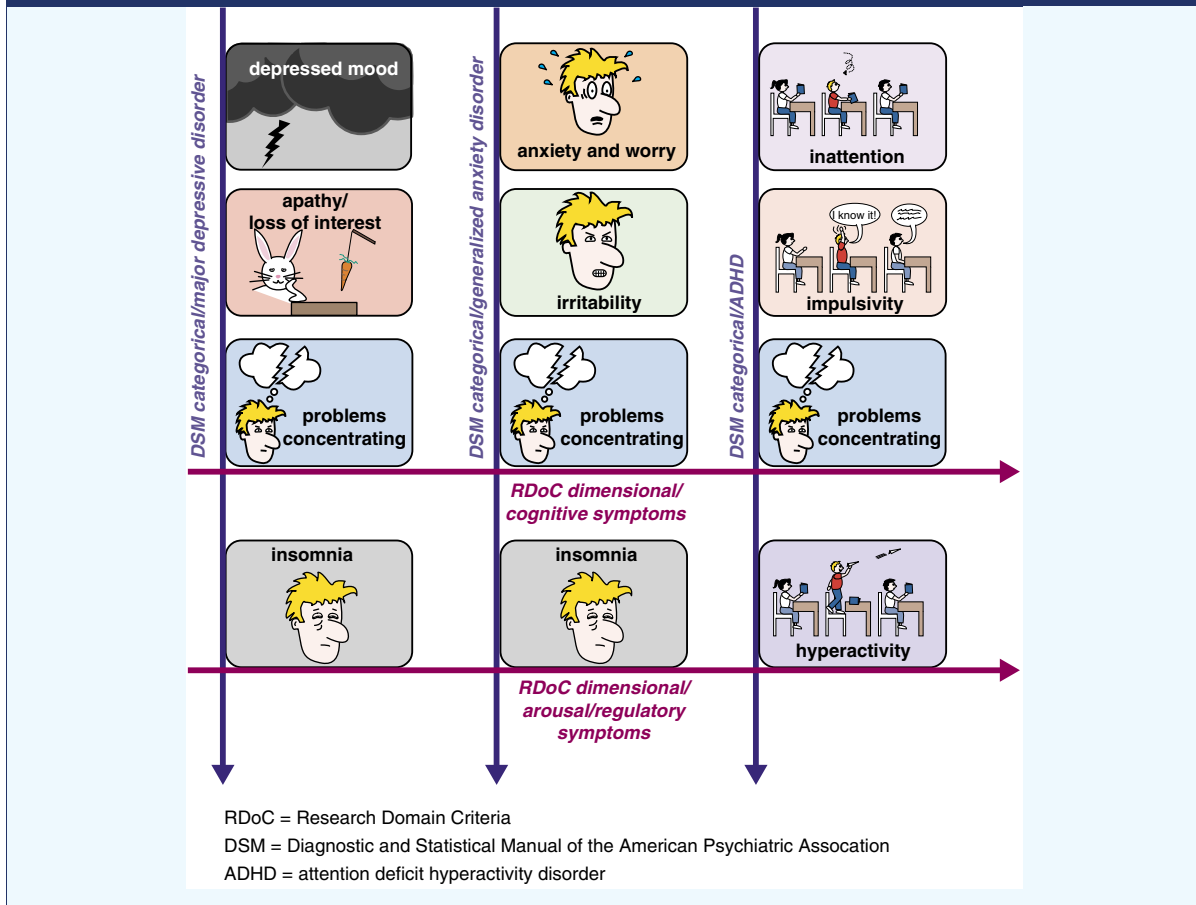 DSM categorical/major depressive disorder
depressed mood
apathy/
loss of interest
problems
concentrating
DSM categorical/generalized anxiety disorder
anxiety and worry
irritability
problems
concentrating
DSM categorical/ADHD
inattention
I know it!
impulsivity
problems
concentrating
RDoC dimensional/
cognitive symptoms
insomnia
insomnia
hyperactivity
RDoC dimensional/
arousal/regulatory
symptoms
RDoC = Research Domain Criteria
DSM = Diagnostic and Statistical Manual of the American Psychiatric Assocation
ADHD = attention deficit hyperactivity disorder